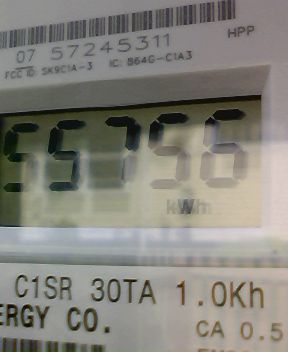 07 57245311
HPP
FCC ID: SK9C1A-3 IC: 864G-C1A3
55756
kWh
C1SR 30TA 1.0Kh
ERGY CO.
CA 0.5